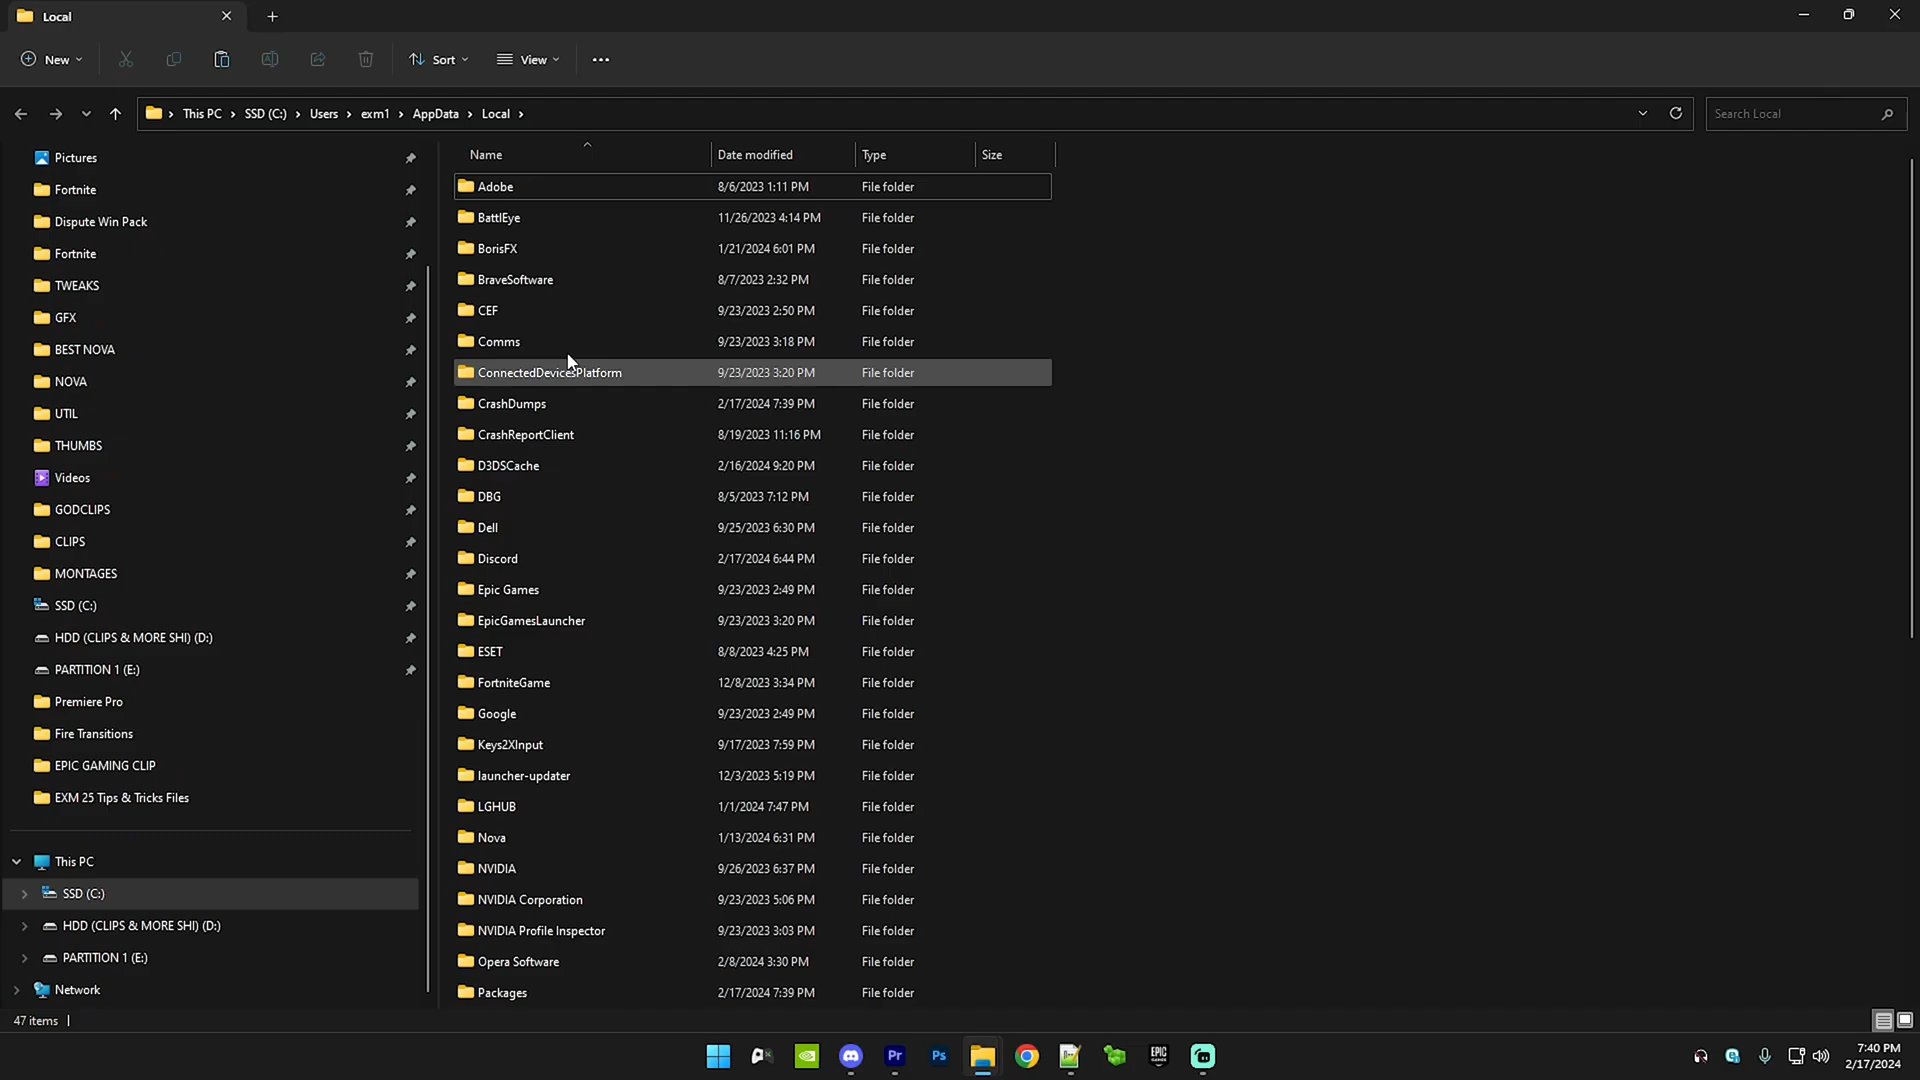 Local
New
Sort
View
This PC
SSD (C:)
Users
exm1
AppData
Local
Search Local
Pictures
Fortnite
Dispute Win Pack
Fortnite
TWEAKS
GFX
BEST NOVA
NOVA
UTIL
THUMBS
Videos
GODCLIPS
CLIPS
MONTAGES
SSD (C:)
HDD (CLIPS & MORE SHI) (D:)
PARTITION 1 (E:)
Premiere Pro
Fire Transitions
EPIC GAMING CLIP
EXM 25 Tips & Tricks Files
This PC
SSD (C:)
HDD (CLIPS & MORE SHI) (D:)
PARTITION 1 (E:)
Network
Name Date modified Type Size
Adobe 8/6/2023 1:11 PM File folder
BattlEye 11/26/2023 4:14 PM File folder
BorisFX 1/21/2024 6:01 PM File folder
BraveSoftware 8/7/2023 2:32 PM File folder
CEF 9/23/2023 2:50 PM File folder
Comms 9/23/2023 3:18 PM File folder
ConnectedDevicesPlatform 9/23/2023 3:20 PM File folder
CrashDumps 2/17/2024 7:39 PM File folder
CrashReportClient 8/19/2023 11:16 PM File folder
D3DSCache 2/16/2024 9:20 PM File folder
DBG 8/5/2023 7:12 PM File folder
Dell 9/25/2023 6:30 PM File folder
Discord 2/17/2024 6:44 PM File folder
Epic Games 9/23/2023 2:49 PM File folder
EpicGamesLauncher 9/23/2023 3:20 PM File folder
ESET 8/8/2023 4:25 PM File folder
FortniteGame 12/8/2023 3:34 PM File folder
Google 9/23/2023 2:49 PM File folder
Keys2XInput 9/17/2023 7:59 PM File folder
launcher-updater 12/3/2023 5:19 PM File folder
LGHUB 1/1/2024 7:47 PM File folder
Nova 1/13/2024 6:31 PM File folder
NVIDIA 9/26/2023 6:37 PM File folder
NVIDIA Corporation 9/23/2023 5:06 PM File folder
NVIDIA Profile Inspector 9/23/2023 3:03 PM File folder
Opera Software 2/8/2024 3:30 PM File folder
Packages 2/17/2024 7:39 PM File folder
47 items
Pr
Ps
EPIC
7:40 PM
2/17/2024